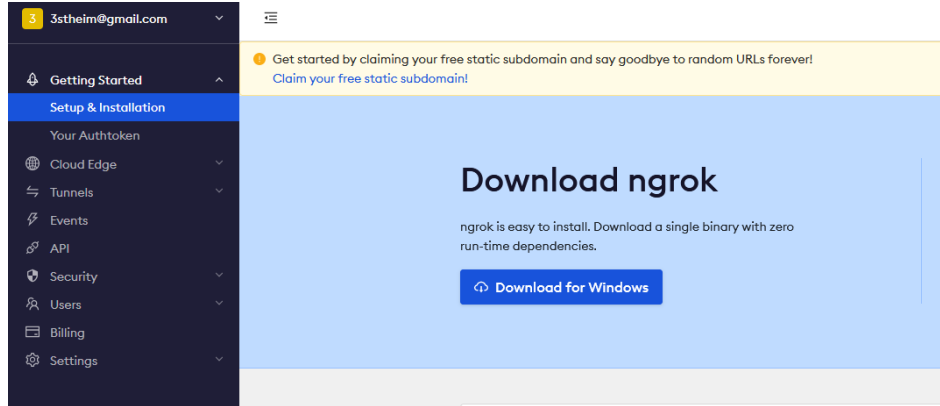 3 3stheim@gmail.com
Getting Started
Setup & Installation
Your Authtoken
Cloud Edge
Tunnels
Events
API
Security
Users
Billing
Settings
Get started by claiming your free static subdomain and say goodbye to random URLs forever!
Claim your free static subdomain!
Download ngrok
ngrok is easy to install. Download a single binary with zero
run-time dependencies.
Download for Windows